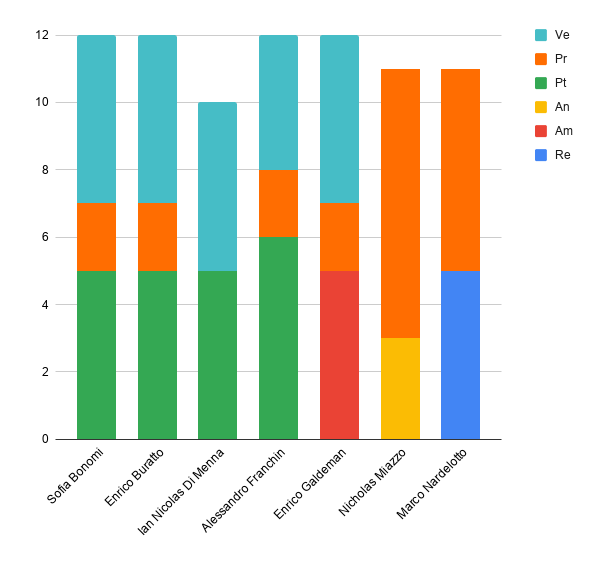 12
10
8
6
4
2
0
Sofia Bonomi
Enrico Buratto
Ian Nicolas Di Menna
Alessandro Franchin
Enrico Galdeman
Nicholas Miazzo
Marco Nardelotto
Ve
Pr
Pt
An
Am
Re